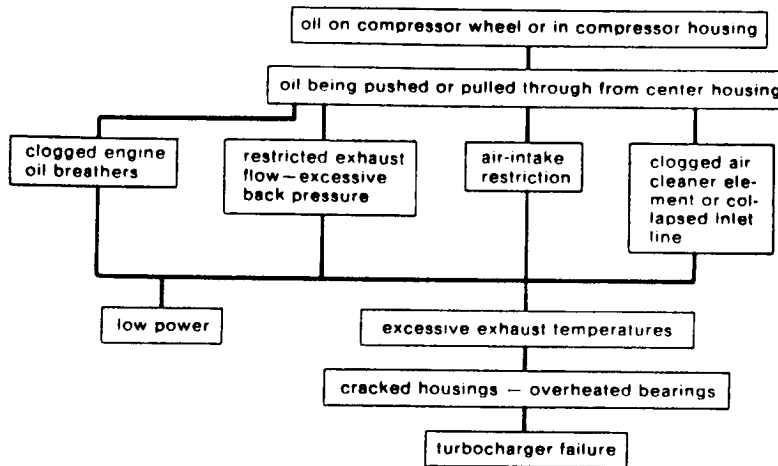 oil on compressor wheel or in compressor housing
oil being pushed or pulled through from center housing
clogged engine
oil breathers
restricted exhaust
flow—excessive
back pressure
air-intake
restriction
clogged air
cleaner ele-
ment or col-
lapsed inlet
line
low power
excessive exhaust temperatures
cracked housings — overheated bearings
turbocharger failure